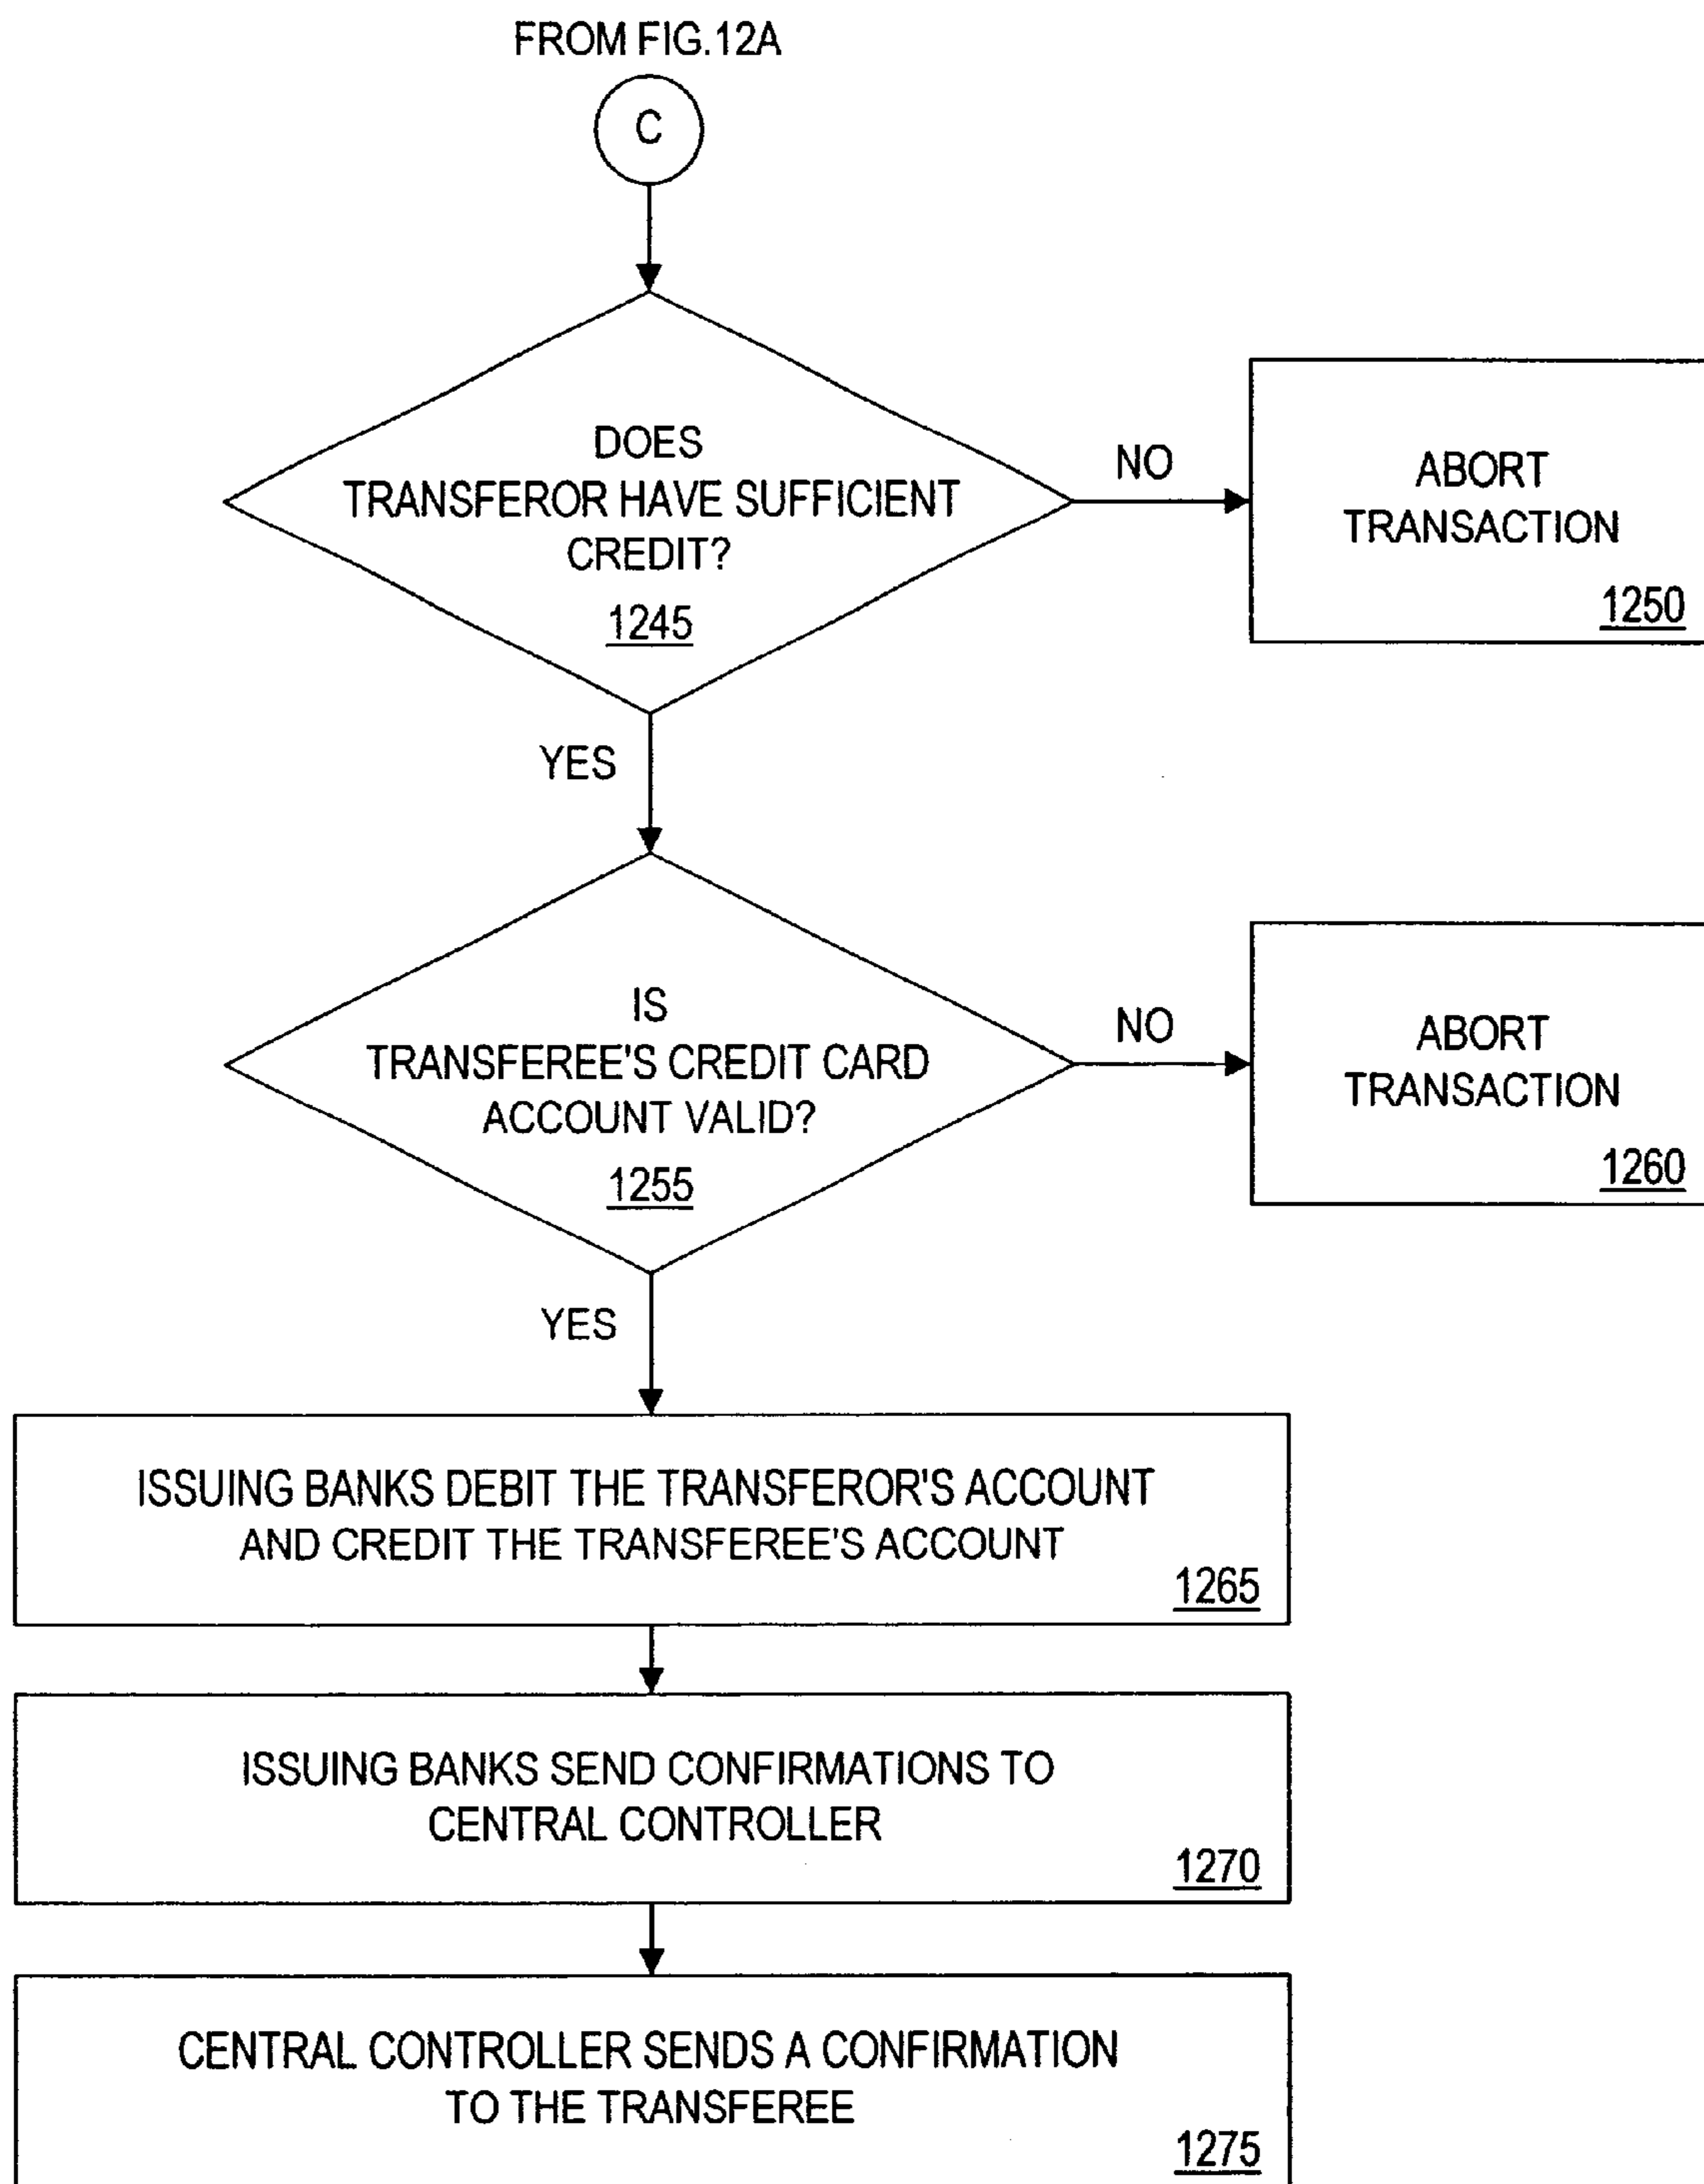 FROM FIG.12A
C
DOES
TRANSFEROR HAVE SUFFICIENT
CREDIT?
1245
NO
ABORT
TRANSACTION
1250
YES
IS
TRANSFEREE'S CREDIT CARD
ACCOUNT VALID?
1255
NO
ABORT
TRANSACTION
1260
YES
ISSUING BANKS DEBIT THE TRANSFEROR'S ACCOUNT
AND CREDIT THE TRANSFEREE'S ACCOUNT
1265
ISSUING BANKS SEND CONFIRMATIONS TO
CENTRAL CONTROLLER
1270
CENTRAL CONTROLLER SENDS A CONFIRMATION
TO THE TRANSFEREE
1275